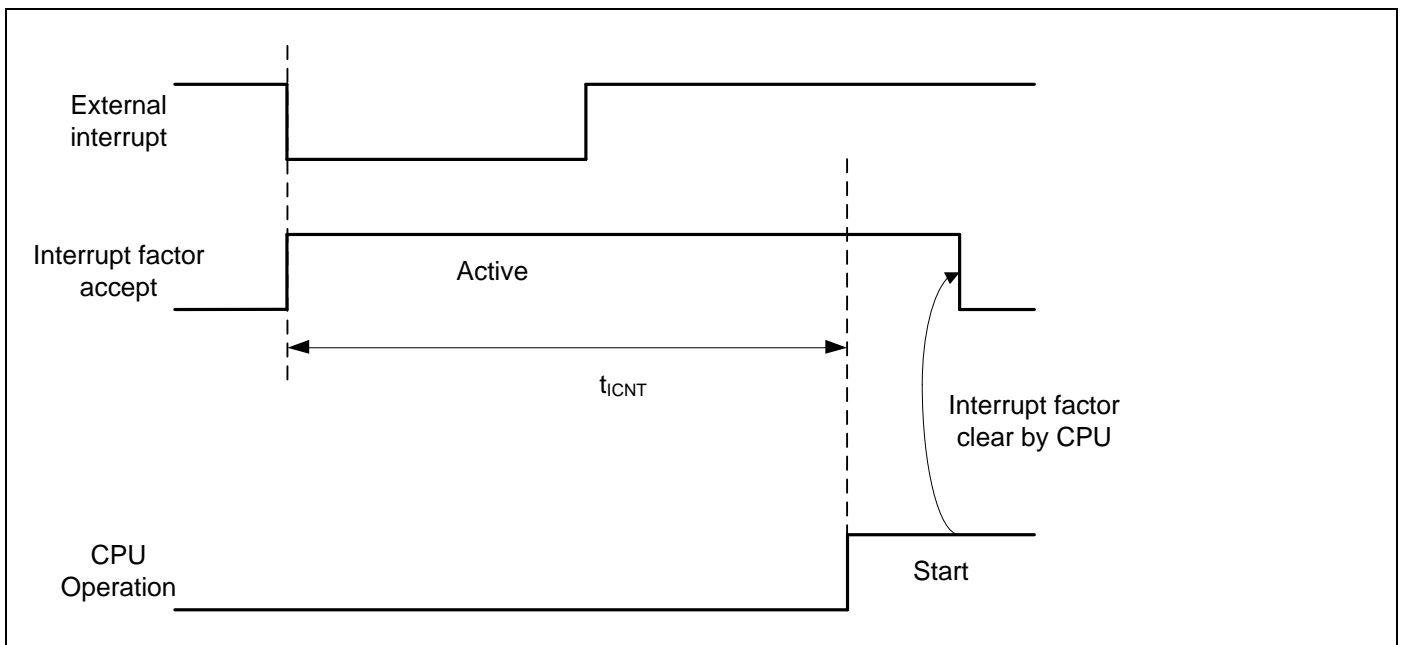 External
interrupt
Interrupt factor
accept
Active
tICNT
Interrupt factor
clear by CPU
CPU
Operation
Start